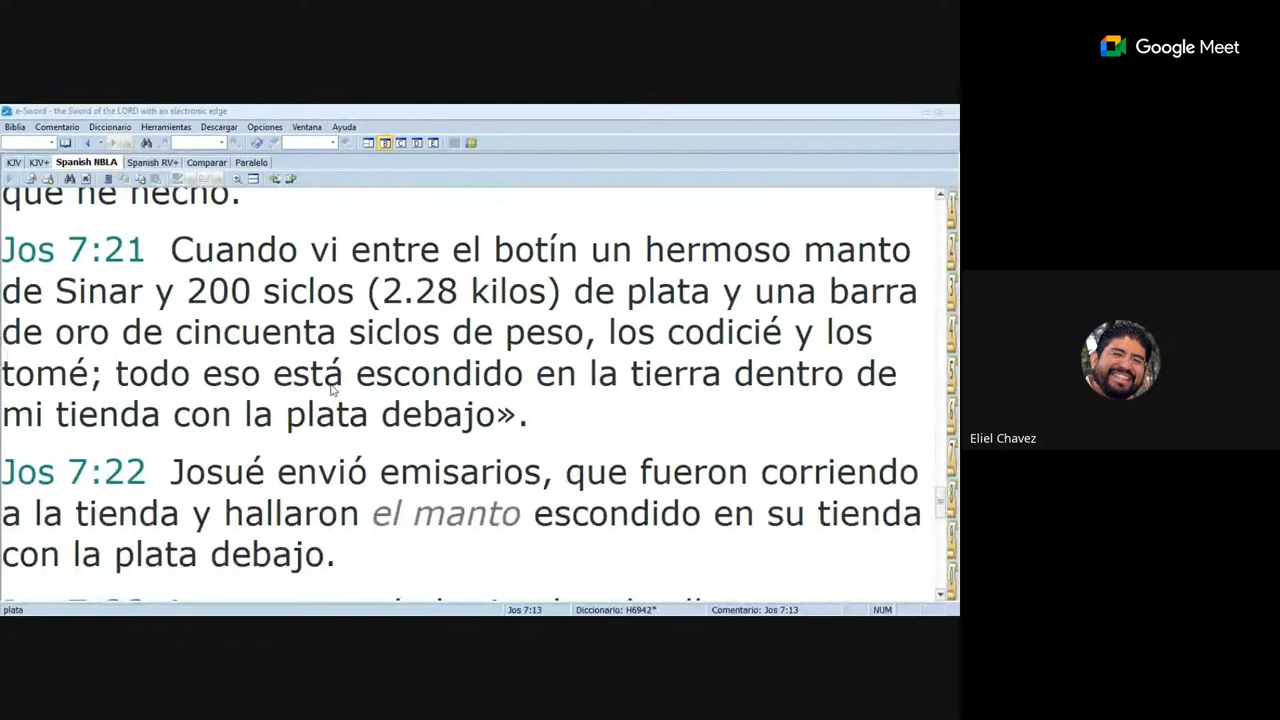 Google Meet
e-Sword - the Sword of the LORD with an electronic edge
Biblia Comentario Diccionario Herramientas Descargar Opciones Ventana Ayuda
KJV KJV+ Spanish NBLA Spanish RV+ Comparar Paralelo
que he hecho.
Jos 7:21 Cuando vi entre el botín un hermoso manto
de Sinar y 200 siclos (2.28 kilos) de plata y una barra
de oro de cincuenta siclos de peso, los codicié y los
tomé; todo eso está escondido en la tierra dentro de
mi tienda con la plata debajo».
Jos 7:22 Josué envió emisarios, que fueron corriendo
a la tienda y hallaron el manto escondido en su tienda
con la plata debajo.
plata Jos 7:13 Diccionario: H6942* Comentario: Jos 7:13 NUM
Eliel Chavez